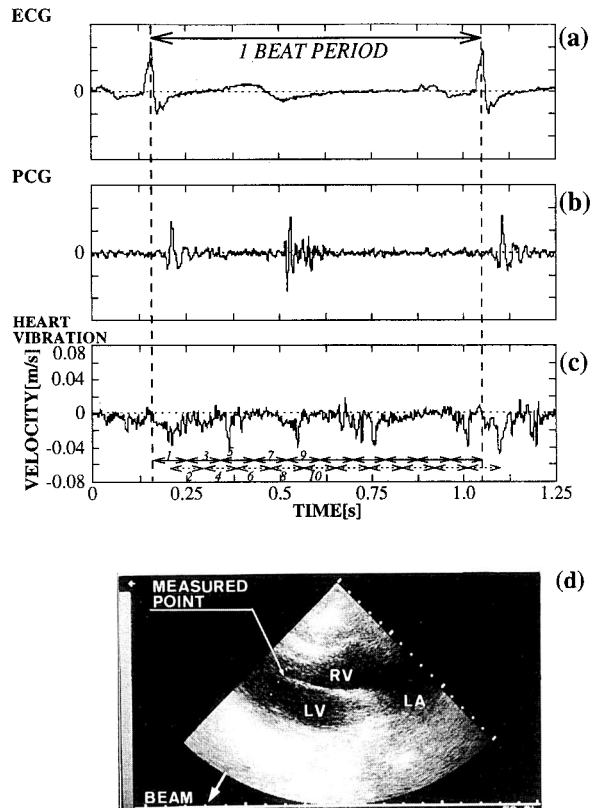 ECG
(a)
1 BEAT PERIOD
0
PCG
(b)
0
HEART
VIBRATION
(c)
VELOCITY[m/s]
0.08
0.04
0
-0.04
-0.08
1 3 5 7 9
2 4 6 8 10
0 0.25 0.5 0.75 1.0 1.25
TIME[s]
(d)
MEASURED
POINT
RV
LV
LA
BEAM